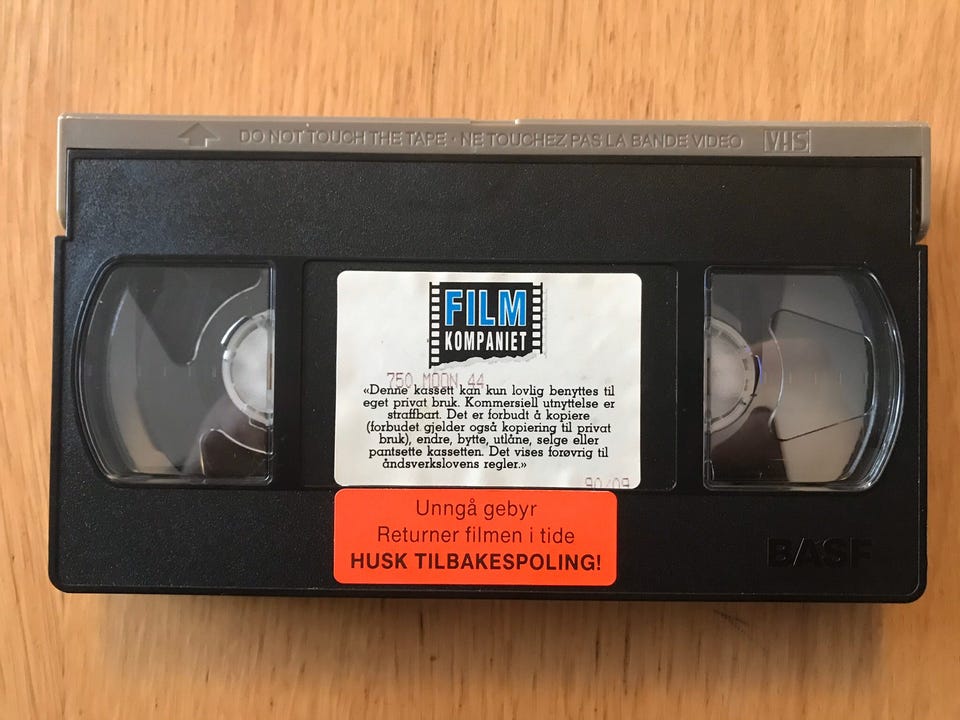 DO NOT TOUCH THE TAPE · NE TOUCHEZ PAS LA BANDE VIDEO VHS
FILM
KOMPANIET
750 MOON 44
«Denne kassett kan kun lovlig benyttes til
eget privat bruk. Kommersiell utnyttelse er
straffbart. Det er forbudt å kopiere
(forbudet gjelder også kopiering til privat
bruk), endre, bytte, utlåne, selge eller
pantsette kassetten. Det vises forøvrig til
åndsverkslovens regler.»
90/09
Unngå gebyr
Returner filmen i tide
HUSK TILBAKESPOLING!
BASF